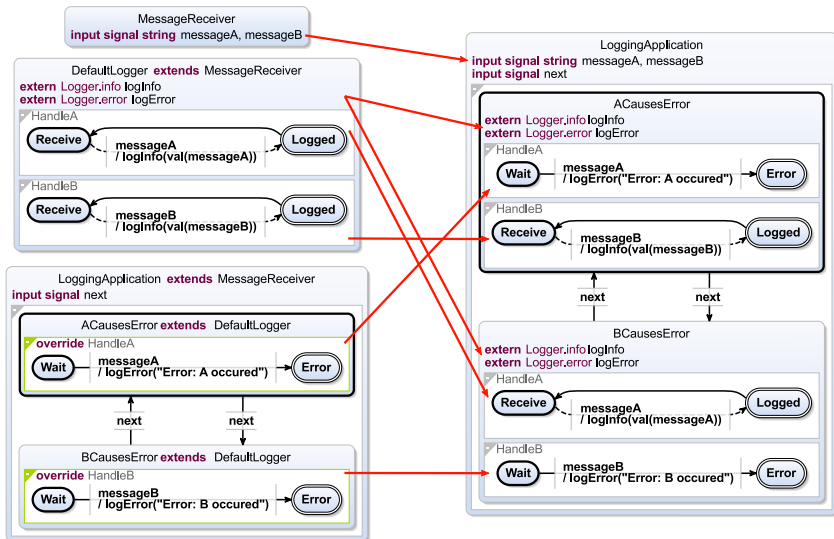 MessageReceiver
input signal string messageA, messageB
DefaultLogger extends MessageReceiver
extern Logger.info logInfo
extern Logger.error logError
HandleA
Receive
messageA
/ logInfo(val(messageA))
Logged
HandleB
Receive
messageB
/ logInfo(val(messageB))
Logged
LoggingApplication extends MessageReceiver
input signal next
ACausesError extends DefaultLogger
override HandleA
Wait
messageA
/ logError("Error: A occured")
Error
next
next
BCausesError extends DefaultLogger
override HandleB
Wait
messageB
/ logError("Error: B occured")
Error
LoggingApplication
input signal string messageA, messageB
input signal next
ACausesError
extern Logger.info logInfo
extern Logger.error logError
HandleA
Wait
messageA
/ logError("Error: A occured")
Error
HandleB
Receive
messageB
/ logInfo(val(messageB))
Logged
next
next
BCausesError
extern Logger.info logInfo
extern Logger.error logError
HandleA
Receive
messageA
/ logInfo(val(messageA))
Logged
HandleB
Wait
messageB
/ logError("Error: B occured")
Error